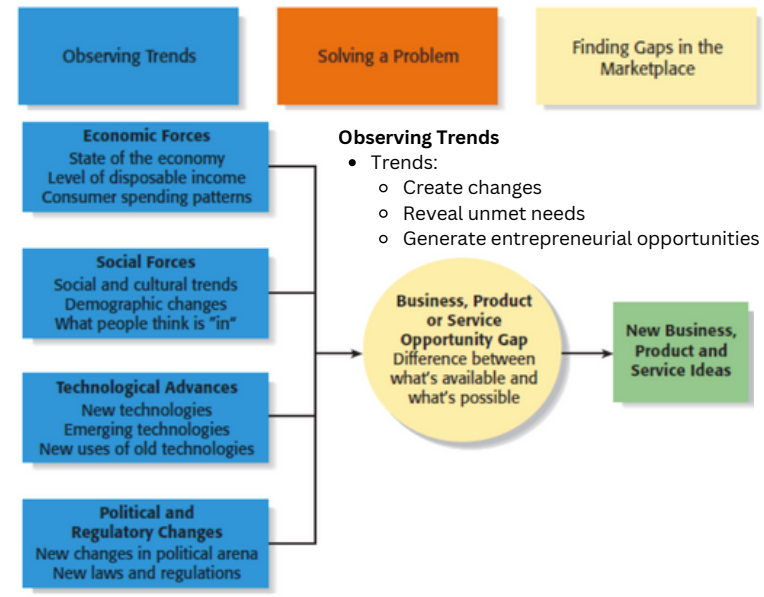 Observing Trends
Solving a Problem
Finding Gaps in the
Marketplace
Economic Forces
State of the economy
Level of disposable income
Consumer spending patterns
Social Forces
Social and cultural trends
Demographic changes
What people think is "in"
Technological Advances
New technologies
Emerging technologies
New uses of old technologies
Political and
Regulatory Changes
New changes in political arena
New laws and regulations
Observing Trends
• Trends:
◦ Create changes
◦ Reveal unmet needs
◦ Generate entrepreneurial opportunities
Business, Product
or Service
Opportunity Gap
Difference between
what's available and
what's possible
New Business,
Product and
Service Ideas